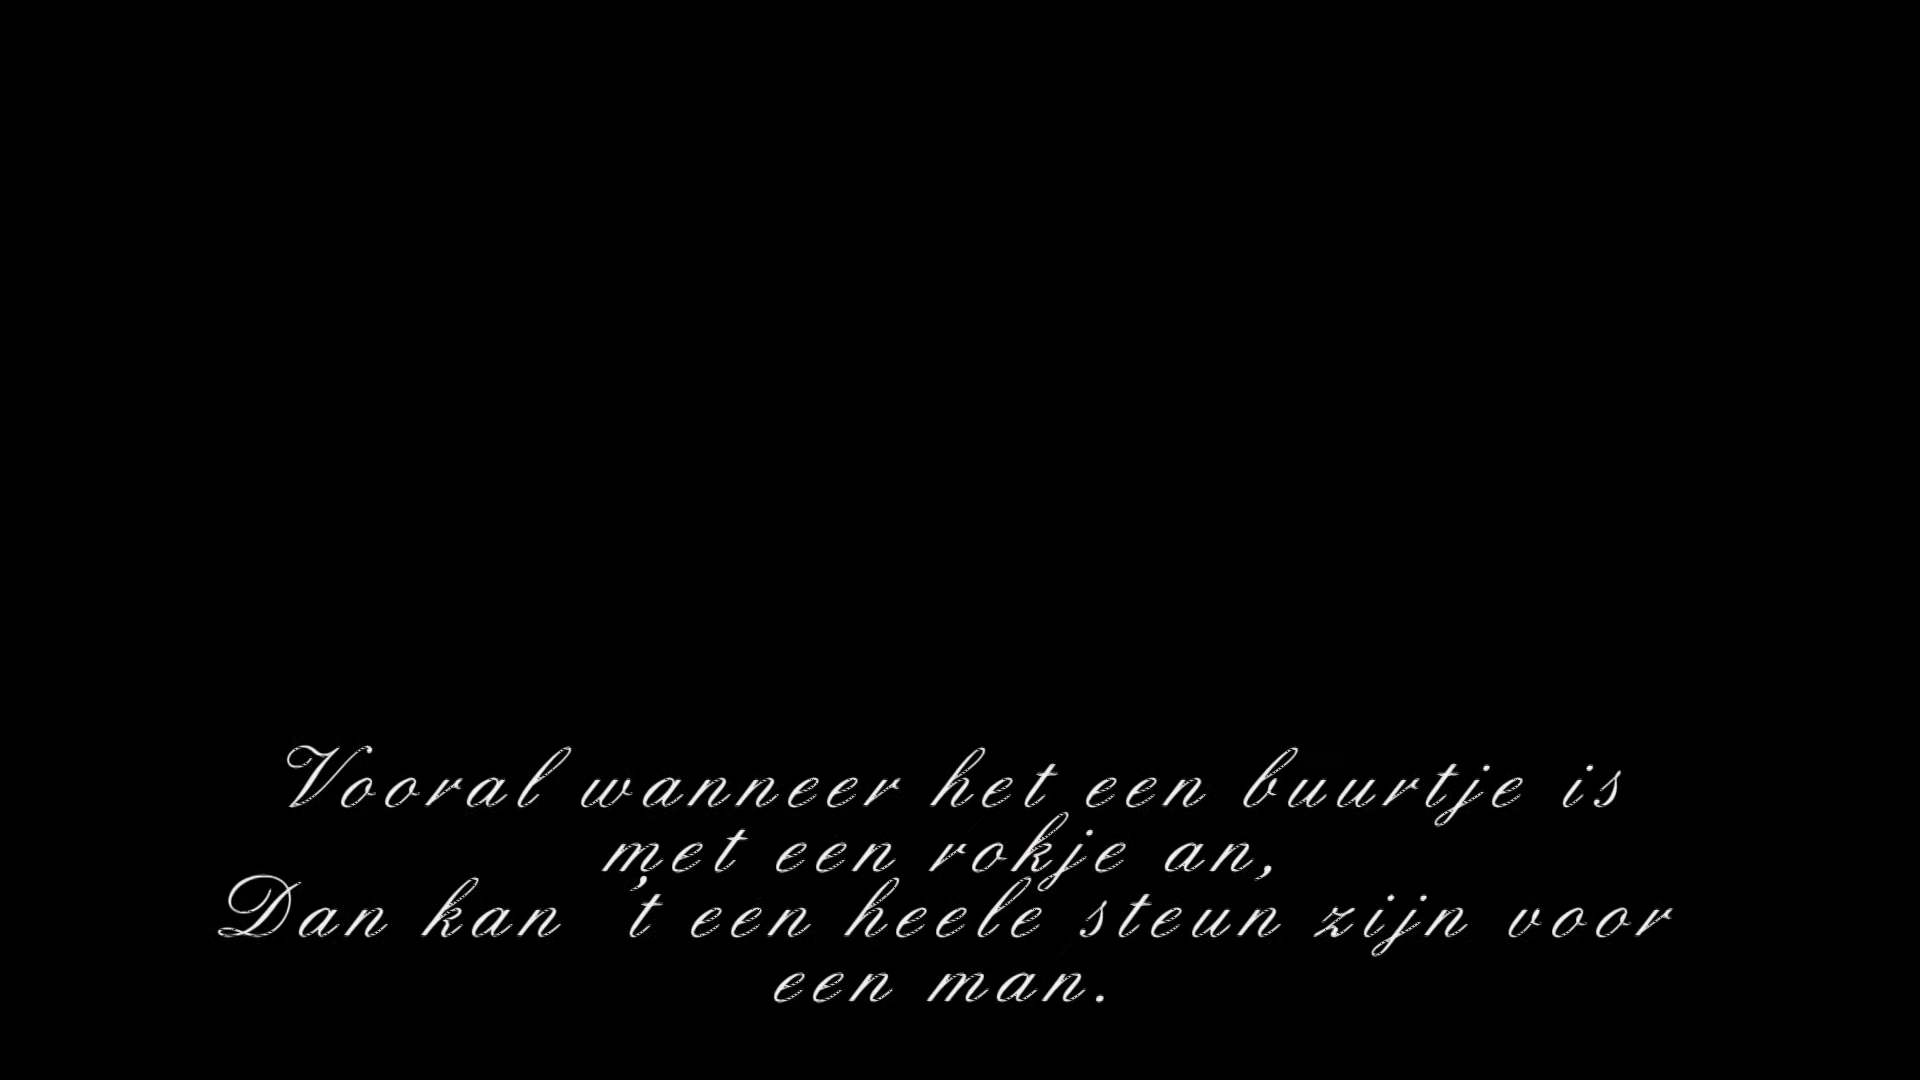 Vooral wanneer het een buurtje is
met een rokje an,
Dan kan 't een heele steun zijn voor
een man.